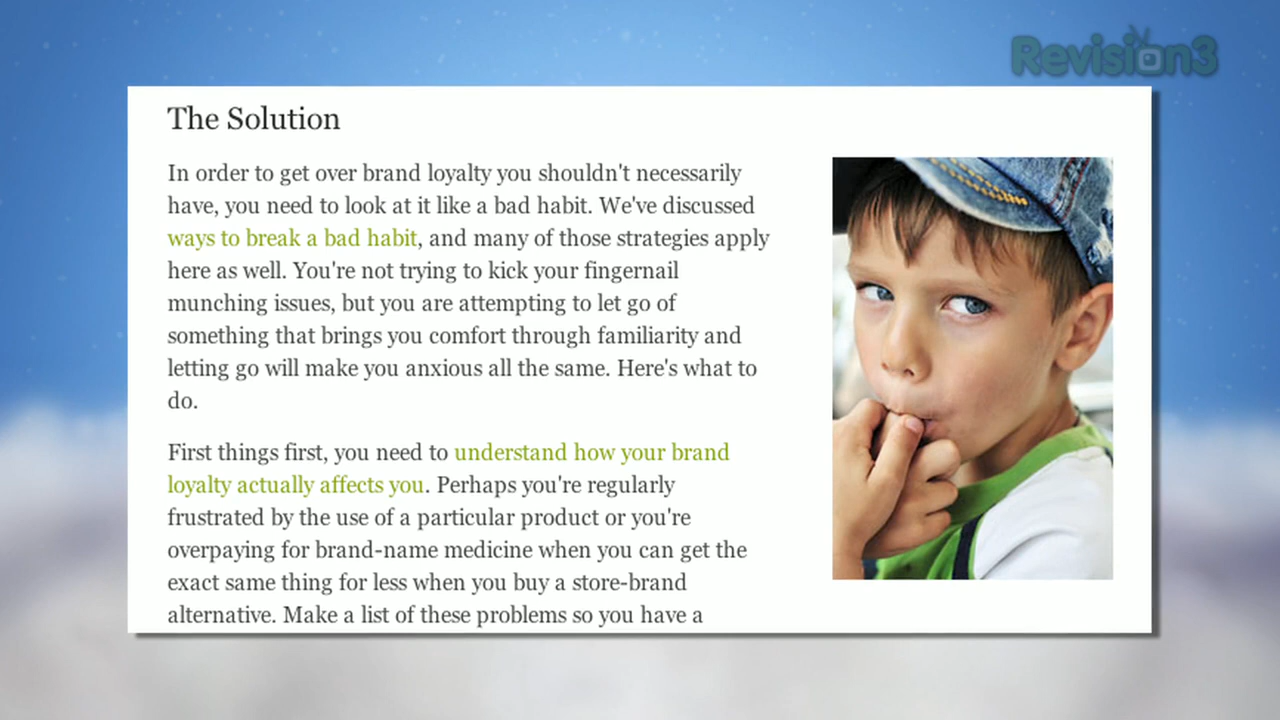 Revision3
The Solution
In order to get over brand loyalty you shouldn't necessarily
have, you need to look at it like a bad habit. We've discussed
ways to break a bad habit, and many of those strategies apply
here as well. You're not trying to kick your fingernail
munching issues, but you are attempting to let go of
something that brings you comfort through familiarity and
letting go will make you anxious all the same. Here's what to
do.
First things first, you need to understand how your brand
loyalty actually affects you. Perhaps you're regularly
frustrated by the use of a particular product or you're
overpaying for brand-name medicine when you can get the
exact same thing for less when you buy a store-brand
alternative. Make a list of these problems so you have a